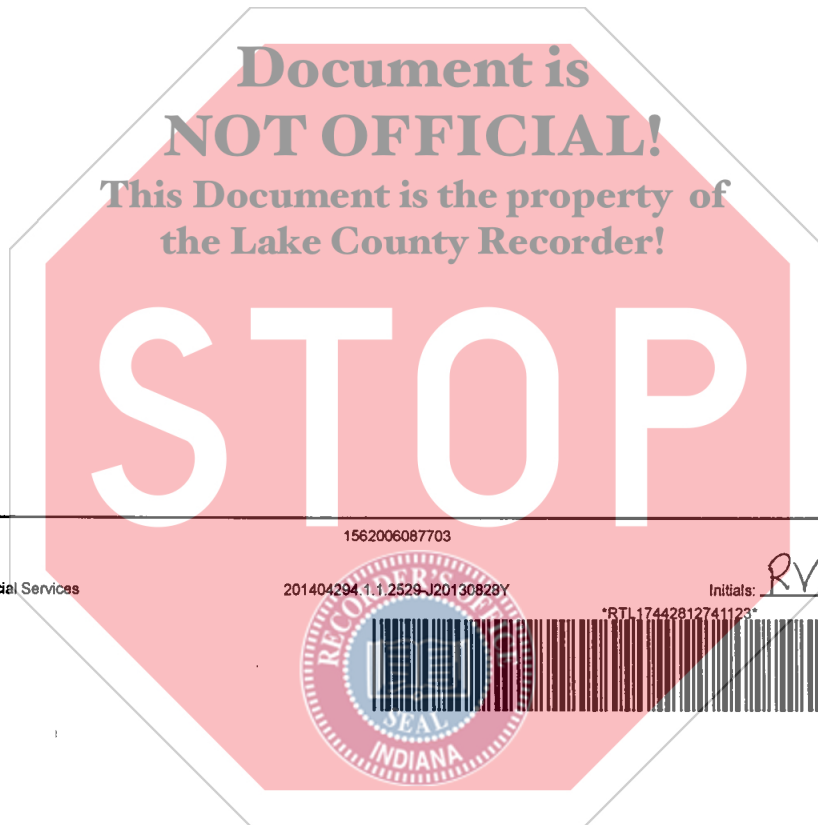 Document is
NOT OFFICIAL!
This Document is the property of
the Lake County Recorder!
STOP
1562006087703
ial Services
201404294.1.1.2529-J20130828Y
Initials: RV
*RTL17442812741123*
RECORDER'S OFFICE
SEAL
INDIANA